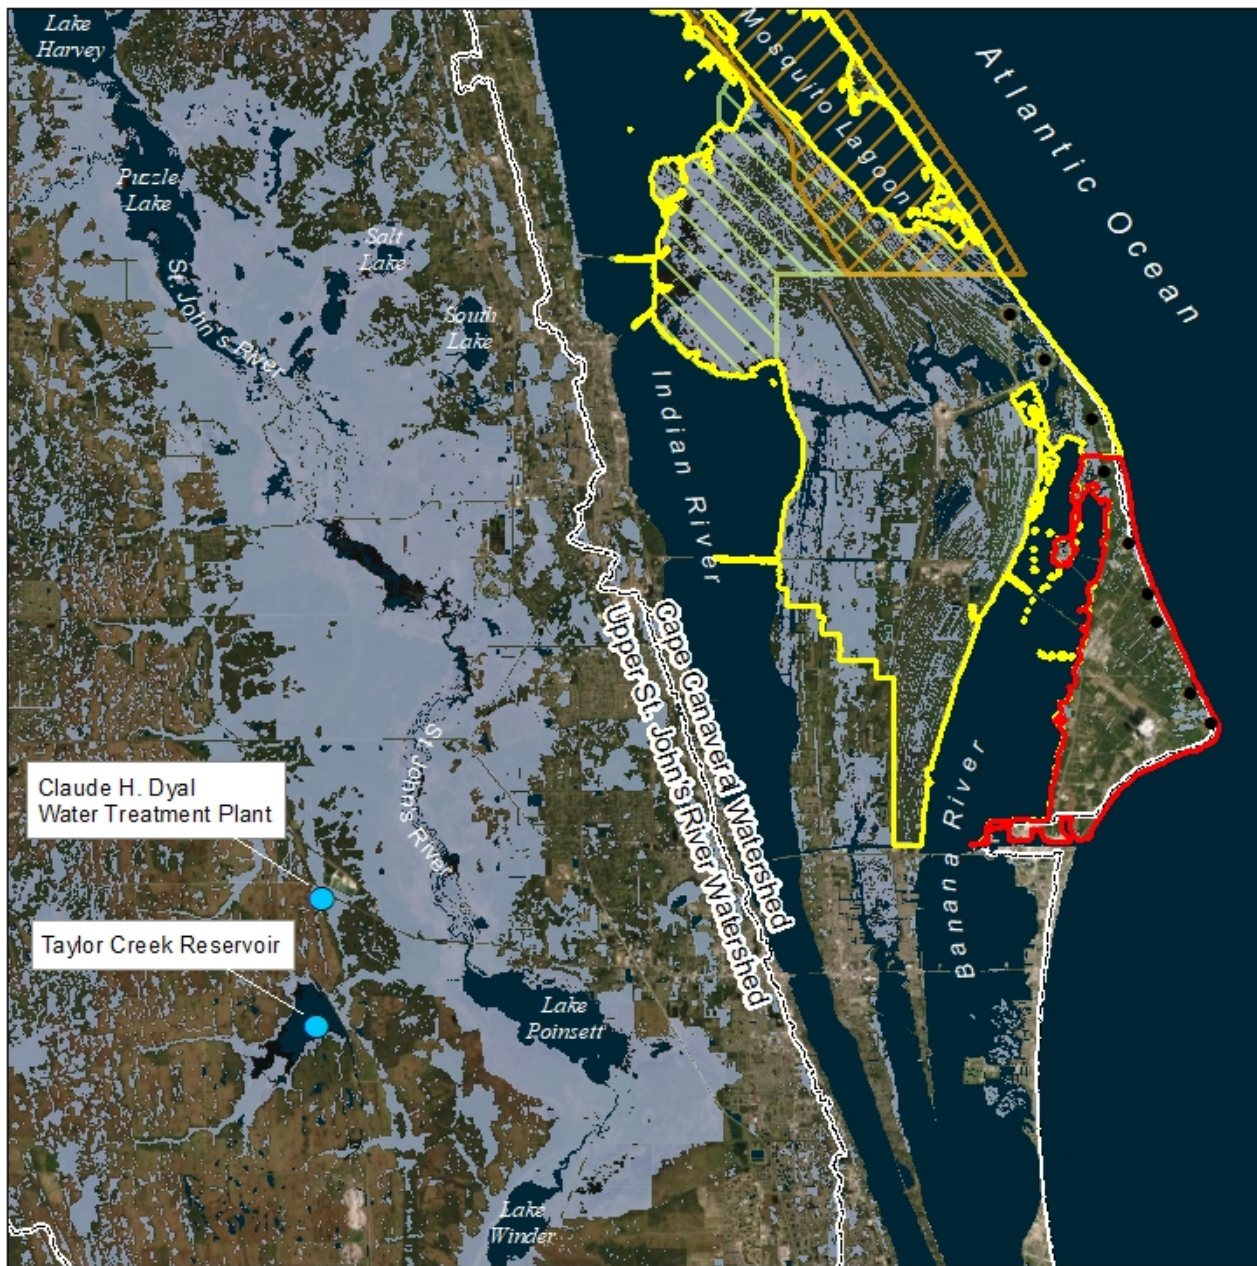 Lake
Harvey
Mosquito Lagoon
Atlantic Ocean
Puzzle
Lake
Salt
Lake
St. John's River
South
Lake
Indian River
Cape Canaveral Watershed
Upper St. John's River Watershed
St. Johns River
Claude H. Dyal
Water Treatment Plant
Banana River
Taylor Creek Reservoir
Lake
Poinsett
Lake
Winder